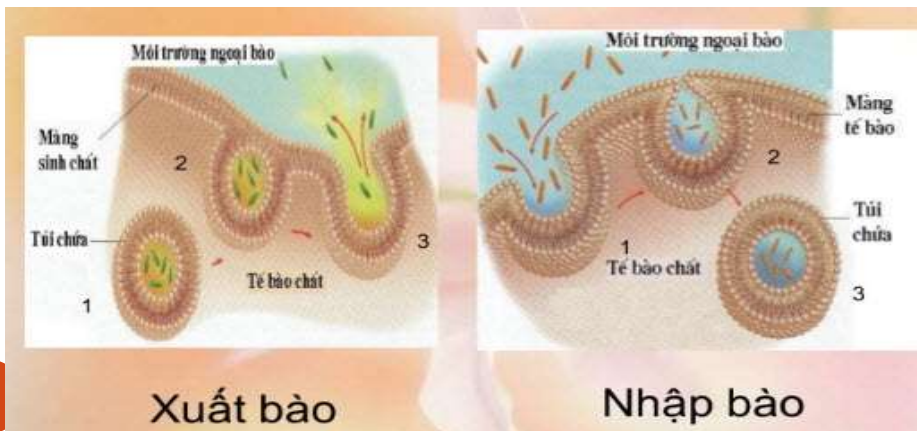 Môi trường ngoại bào
Màng
sinh chất
2
Túi chứa
1
Tế bào chất
3
Xuất bào
Môi trường ngoại bào
Màng
tế bào
2
Túi
chứa
1
Tế bào chất
3
Nhập bào